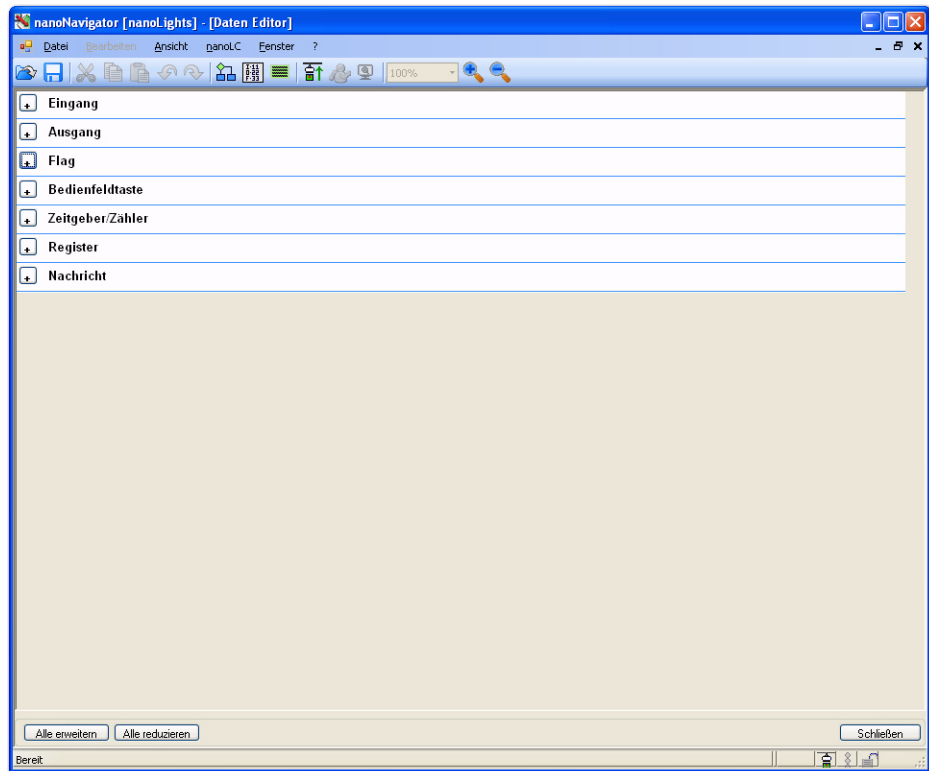 nanoNavigator [nanoLights] - [Daten Editor]
Datei Bearbeiten Ansicht nanoLC Fenster ?
100%
Eingang
Ausgang
Flag
Bedienfeldtaste
Zeitgeber/Zähler
Register
Nachricht
Alle erweitern Alle reduzieren Schließen
Bereit